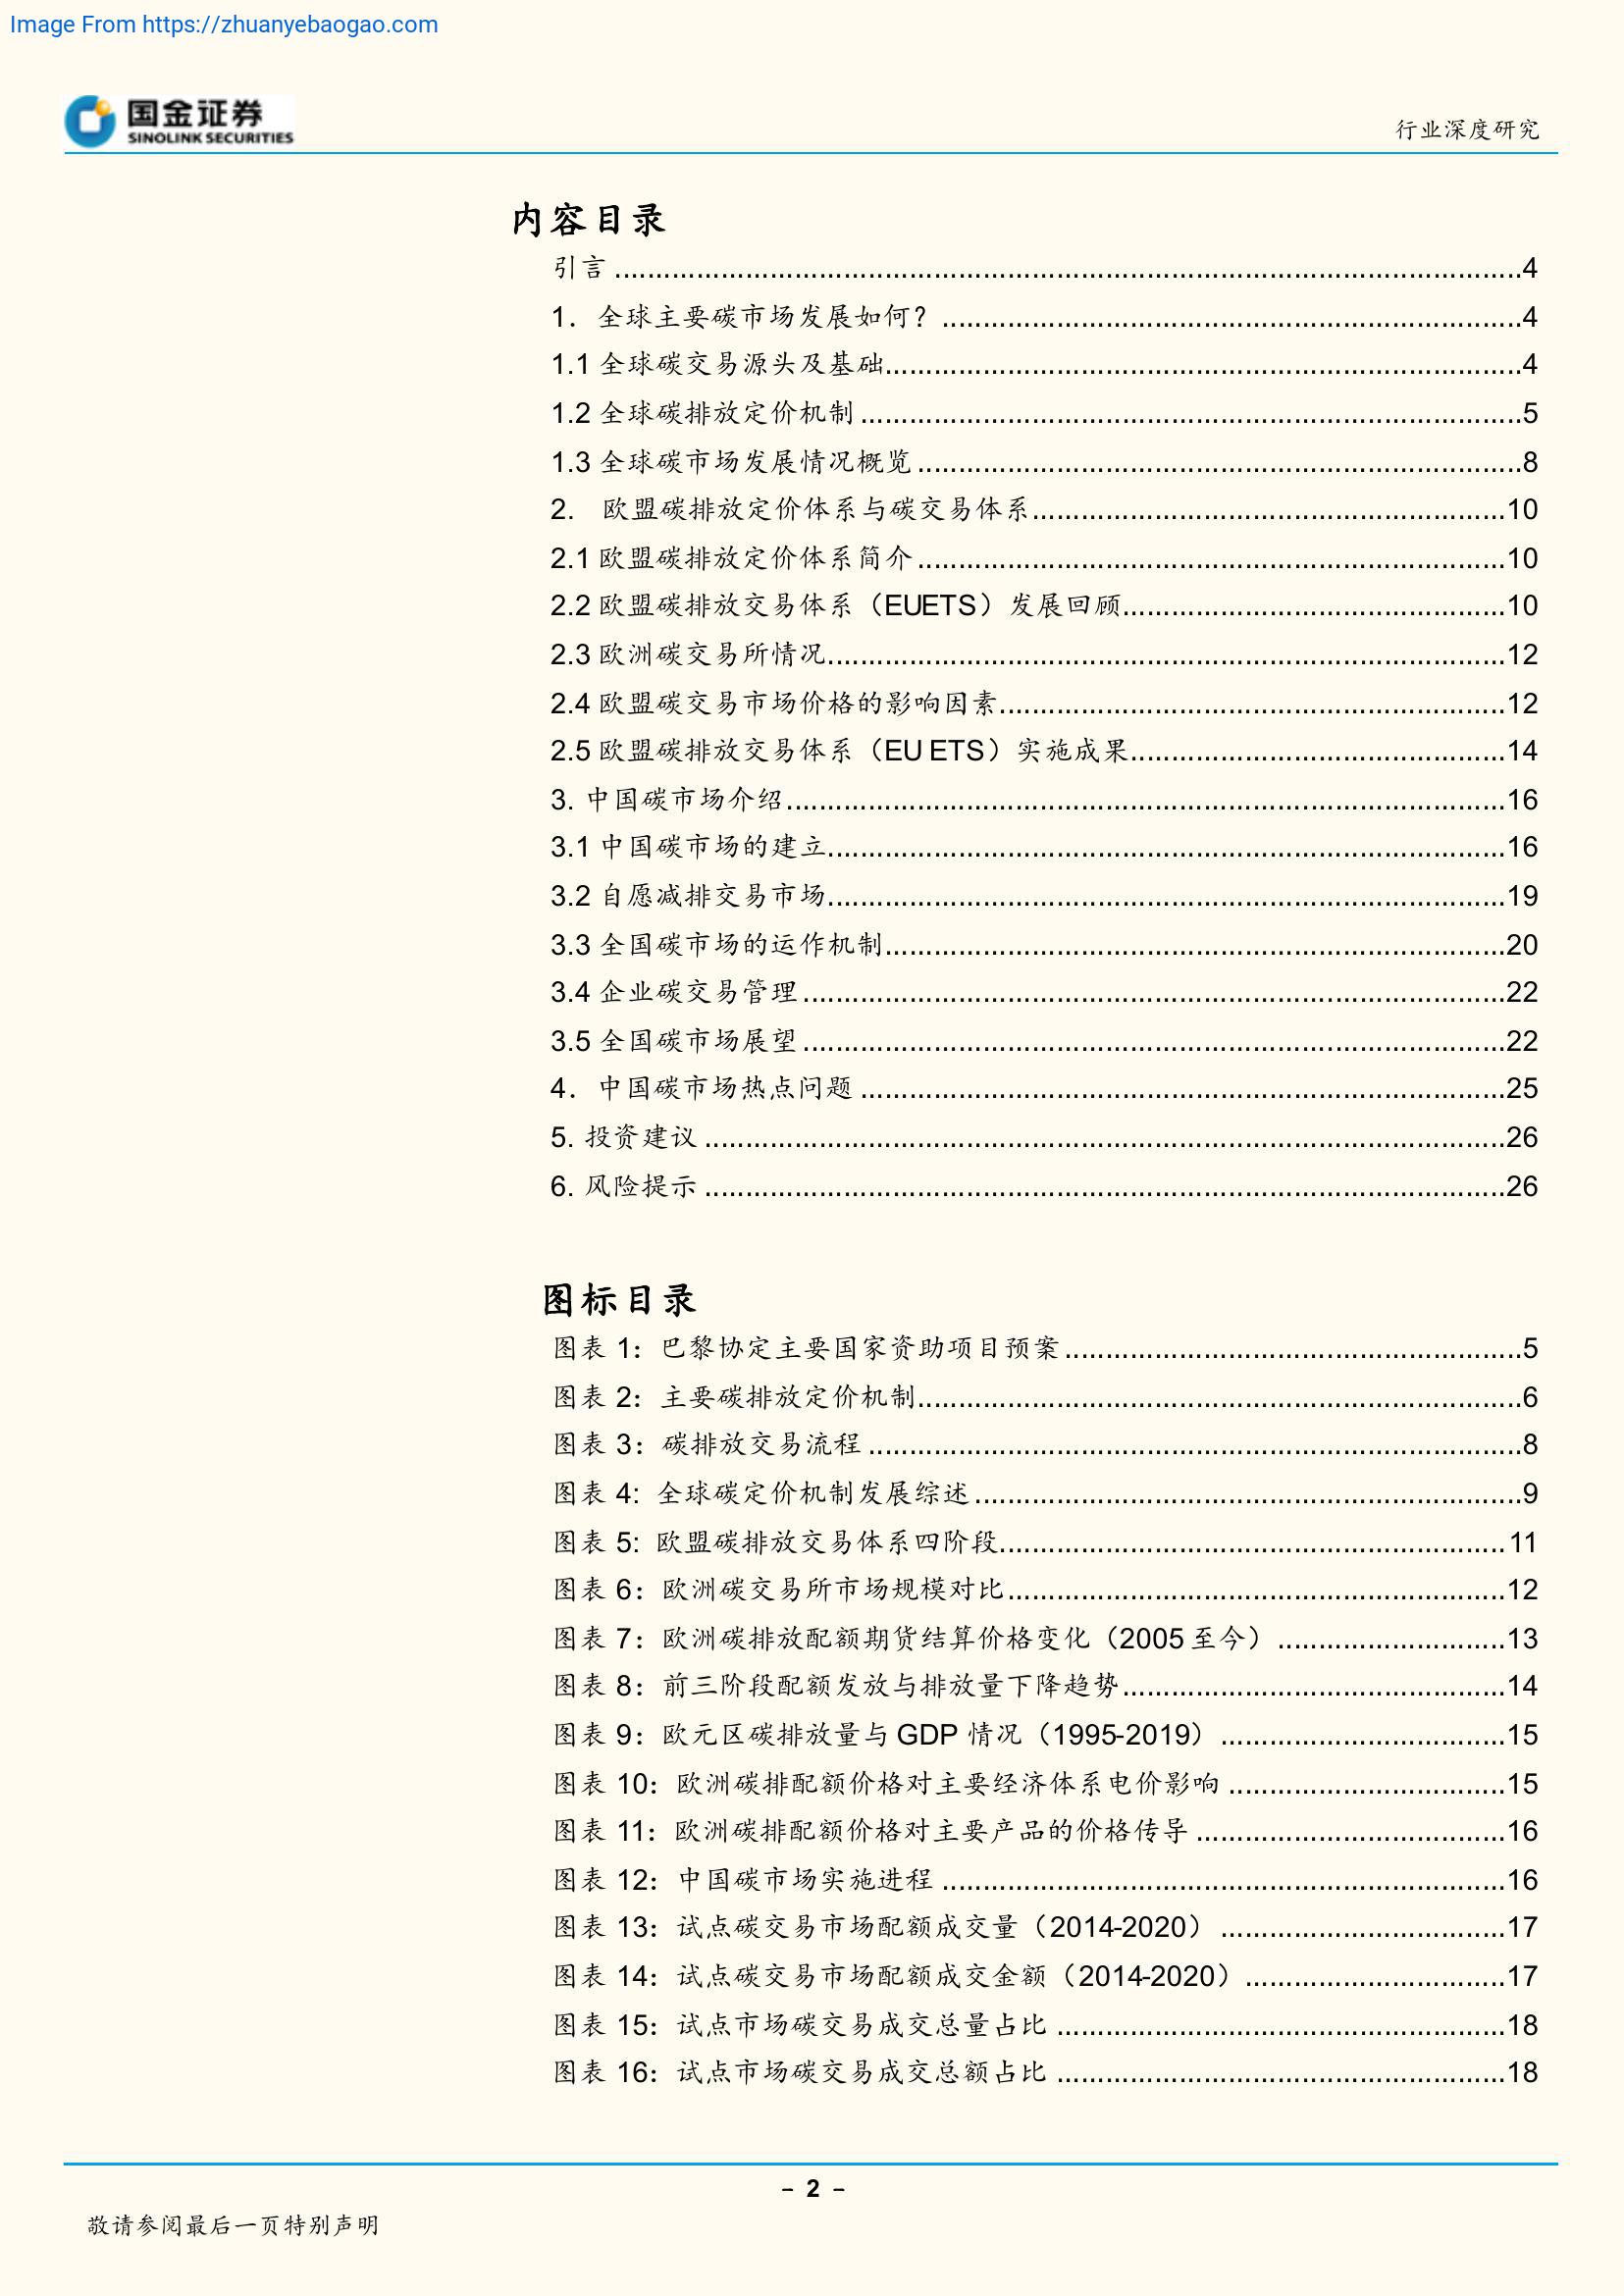 Image From https://zhuanyebaogao.com
国金证券
SINOLINK SECURITIES
行业深度研究
内容目录
引言................................................................4
1. 全球主要碳市场发展如何？................................................................4
1.1 全球碳交易源头及基础................................................................4
1.2 全球碳排放定价机制................................................................5
1.3 全球碳市场发展情况概览................................................................8
2. 欧盟碳排放定价体系与碳交易体系................................................................10
2.1 欧盟碳排放定价体系简介................................................................10
2.2 欧盟碳排放交易体系（EUETS）发展回顾................................................................10
2.3 欧洲碳交易所情况................................................................12
2.4 欧盟碳交易市场价格的影响因素................................................................12
2.5 欧盟碳排放交易体系（EU ETS）实施成果................................................................14
3. 中国碳市场介绍................................................................16
3.1 中国碳市场的建立................................................................16
3.2 自愿减排交易市场................................................................19
3.3 全国碳市场的运作机制................................................................20
3.4 企业碳交易管理................................................................22
3.5 全国碳市场展望................................................................22
4. 中国碳市场热点问题................................................................25
5. 投资建议................................................................26
6. 风险提示................................................................26
图标目录
图表 1：巴黎协定主要国家资助项目预案................................................................5
图表 2：主要碳排放定价机制................................................................6
图表 3：碳排放交易流程................................................................8
图表 4: 全球碳定价机制发展综述................................................................9
图表 5: 欧盟碳排放交易体系四阶段................................................................11
图表 6：欧洲碳交易所市场规模对比................................................................12
图表 7：欧洲碳排放配额期货结算价格变化（2005 至今）................................................................13
图表 8：前三阶段配额发放与排放量下降趋势................................................................14
图表 9：欧元区碳排放量与 GDP 情况（1995-2019）................................................................15
图表 10：欧洲碳排配额价格对主要经济体系电价影响................................................................15
图表 11：欧洲碳排配额价格对主要产品的价格传导................................................................16
图表 12：中国碳市场实施进程................................................................16
图表 13：试点碳交易市场配额成交量（2014-2020）................................................................17
图表 14：试点碳交易市场配额成交金额（2014-2020）................................................................17
图表 15：试点市场碳交易成交总量占比................................................................18
图表 16：试点市场碳交易成交总额占比................................................................18
- 2 -
敬请参阅最后一页特别声明